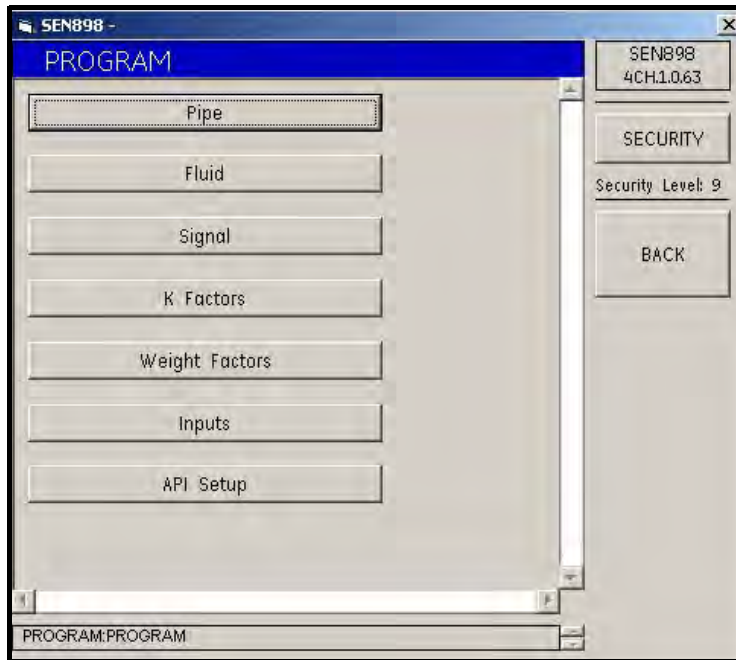 SEN898 -
PROGRAM
Pipe
Fluid
Signal
K Factors
Weight Factors
Inputs
API Setup
PROGRAM:PROGRAM
SEN898
4CH.1.0.63
SECURITY
Security Level: 9
BACK